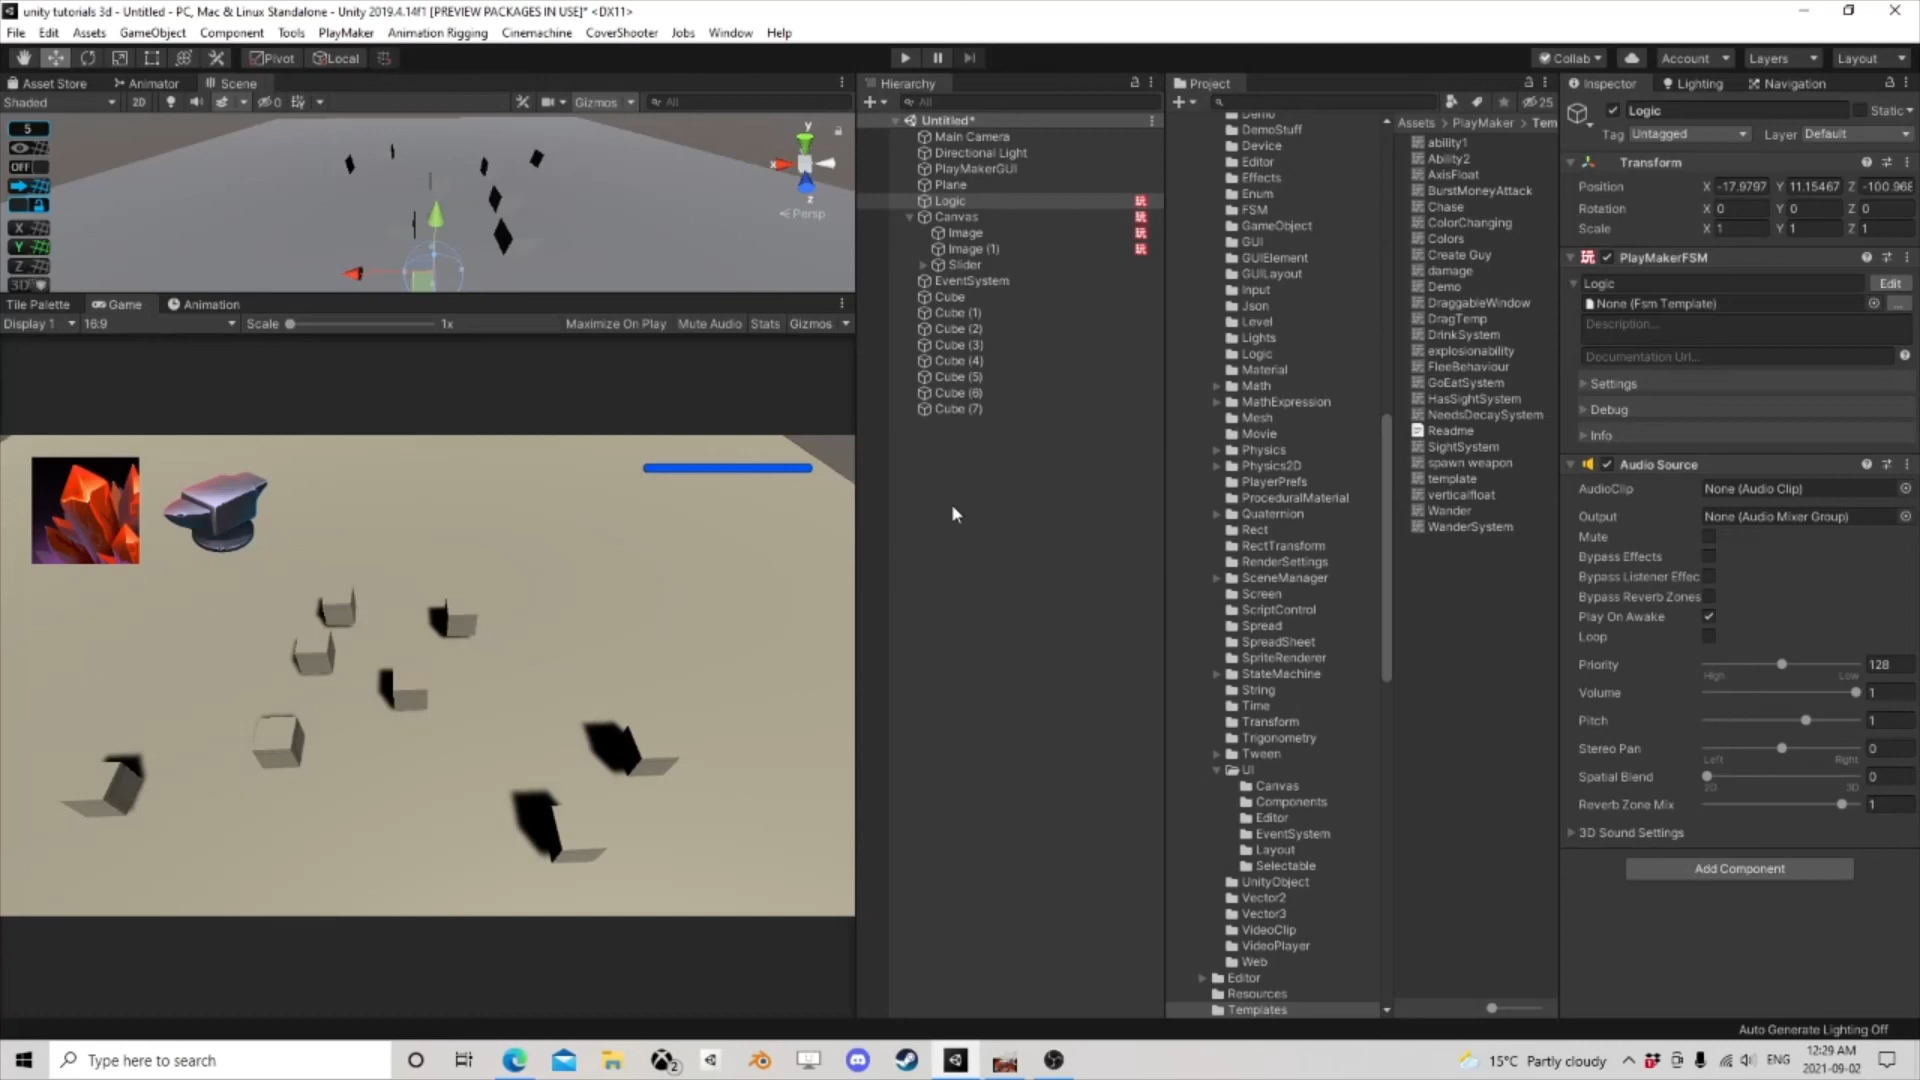 unity tutorials 3d - Untitled - PC, Mac & Linux Standalone - Unity 2019.4.14f1 [PREVIEW PACKAGES IN USE]* <DX11>
File Edit Assets GameObject Component Tools PlayMaker Animation Rigging Cinemachine CoverShooter Jobs Window Help
Pivot Local Collab Account Layers Layout
Asset Store Animator Scene
Shaded 2D 0 Gizmos All
5
OFF
X
Y
Z
3D
y
x
z
Persp
Tile Palette Game Animation
Display 1 16:9 Scale 1x Maximize On Play Mute Audio Stats Gizmos
Hierarchy
All
Untitled*
Main Camera
Directional Light
PlayMakerGUI
Plane
Logic
Canvas
Image
Image (1)
Slider
EventSystem
Cube
Cube (1)
Cube (2)
Cube (3)
Cube (4)
Cube (5)
Cube (6)
Cube (7)
Project
25
Demo
DemoStuff
Device
Editor
Effects
Enum
FSM
GameObject
GUI
GUIElement
GUILayout
Input
Json
Level
Lights
Logic
Material
Math
MathExpression
Mesh
Movie
Physics
Physics2D
PlayerPrefs
ProceduralMaterial
Quaternion
Rect
RectTransform
RenderSettings
SceneManager
Screen
ScriptControl
Spread
SpreadSheet
SpriteRenderer
StateMachine
String
Time
Transform
Trigonometry
Tween
UI
Canvas
Components
Editor
EventSystem
Layout
Selectable
UnityObject
Vector2
Vector3
VideoClip
VideoPlayer
Web
Editor
Resources
Templates
Assets > PlayMaker > Tem
ability1
Ability2
AxisFloat
BurstMoneyAttack
Chase
ColorChanging
Colors
Create Guy
damage
Demo
DraggableWindow
DragTemp
DrinkSystem
explosionability
FleeBehaviour
GoEatSystem
HasSightSystem
NeedsDecaySystem
Readme
SightSystem
spawn weapon
template
verticalfloat
Wander
WanderSystem
Inspector Lighting Navigation
Logic Static
Tag Untagged Layer Default
Transform
Position X -17.9797 Y 11.15467 Z -100.968
Rotation X 0 Y 0 Z 0
Scale X 1 Y 1 Z 1
玩 PlayMakerFSM
Logic Edit
None (Fsm Template) ...
Description...
Documentation Url...
Settings
Debug
Info
Audio Source
AudioClip None (Audio Clip)
Output None (Audio Mixer Group)
Mute
Bypass Effects
Bypass Listener Effec
Bypass Reverb Zones
Play On Awake
Loop
Priority 128
High Low
Volume 1
Pitch 1
Stereo Pan 0
Left Right
Spatial Blend 0
2D 3D
Reverb Zone Mix 1
3D Sound Settings
Add Component
Auto Generate Lighting Off
Type here to search 2 15°C Partly cloudy ENG 12:29 AM
2021-09-02